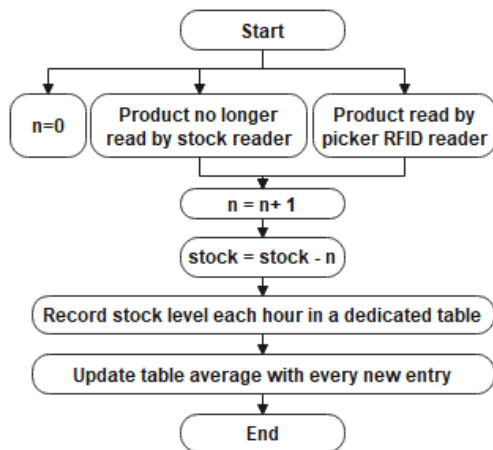 Start
n=0
Product no longer
read by stock reader
Product read by
picker RFID reader
n = n+ 1
stock = stock - n
Record stock level each hour in a dedicated table
Update table average with every new entry
End